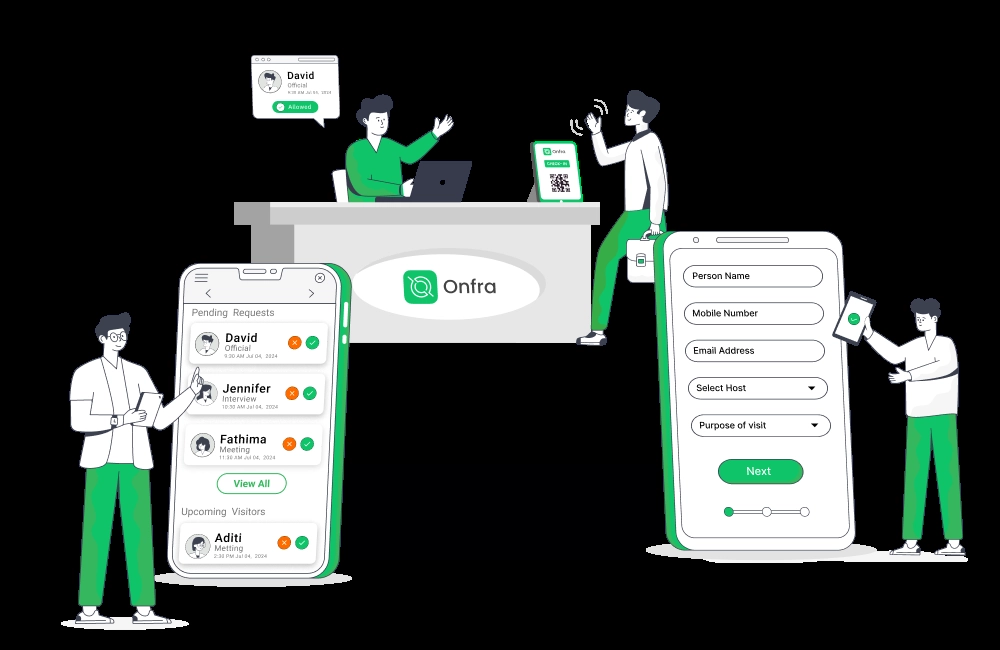 David
Official
9:30 AM Jul 04, 2024
Allowed
Onfra
CHECK-IN
Onfra
Pending Requests
David
Official
9:30 AM Jul 04, 2024
Jennifer
Interview
10:30 AM Jul 04, 2024
Fathima
Meeting
11:30 AM Jul 04, 2024
View All
Upcoming Visitors
Aditi
Metting
2:30 PM Jul 04, 2024
Person Name
Mobile Number
Email Address
Select Host
Purpose of visit
Next